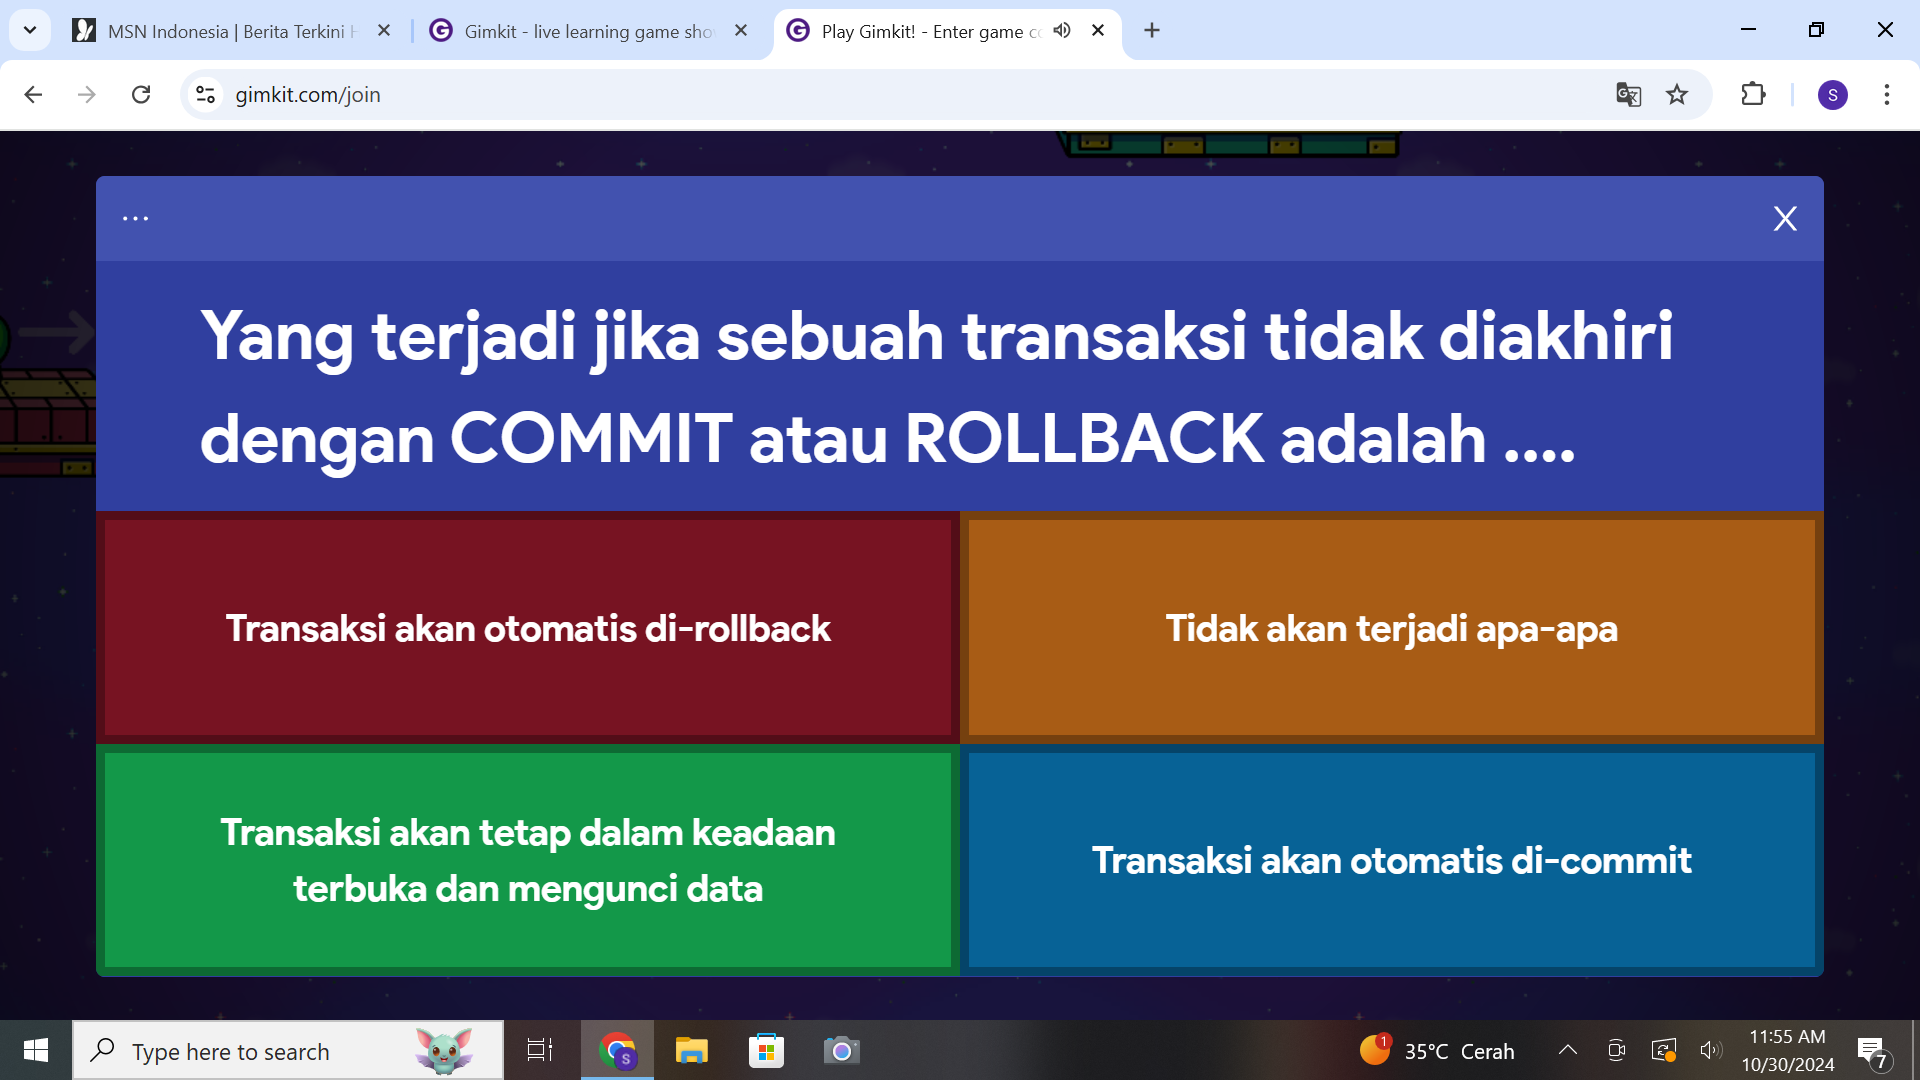 MSN Indonesia | Berita Terkini H
Gimkit - live learning game sho
Play Gimkit! - Enter game co
gimkit.com/join
S
...
X
Yang terjadi jika sebuah transaksi tidak diakhiri
dengan COMMIT atau ROLLBACK adalah ....
Transaksi akan otomatis di-rollback
Tidak akan terjadi apa-apa
Transaksi akan tetap dalam keadaan
terbuka dan mengunci data
Transaksi akan otomatis di-commit
Type here to search
S
1
35°C Cerah
11:55 AM
10/30/2024
7